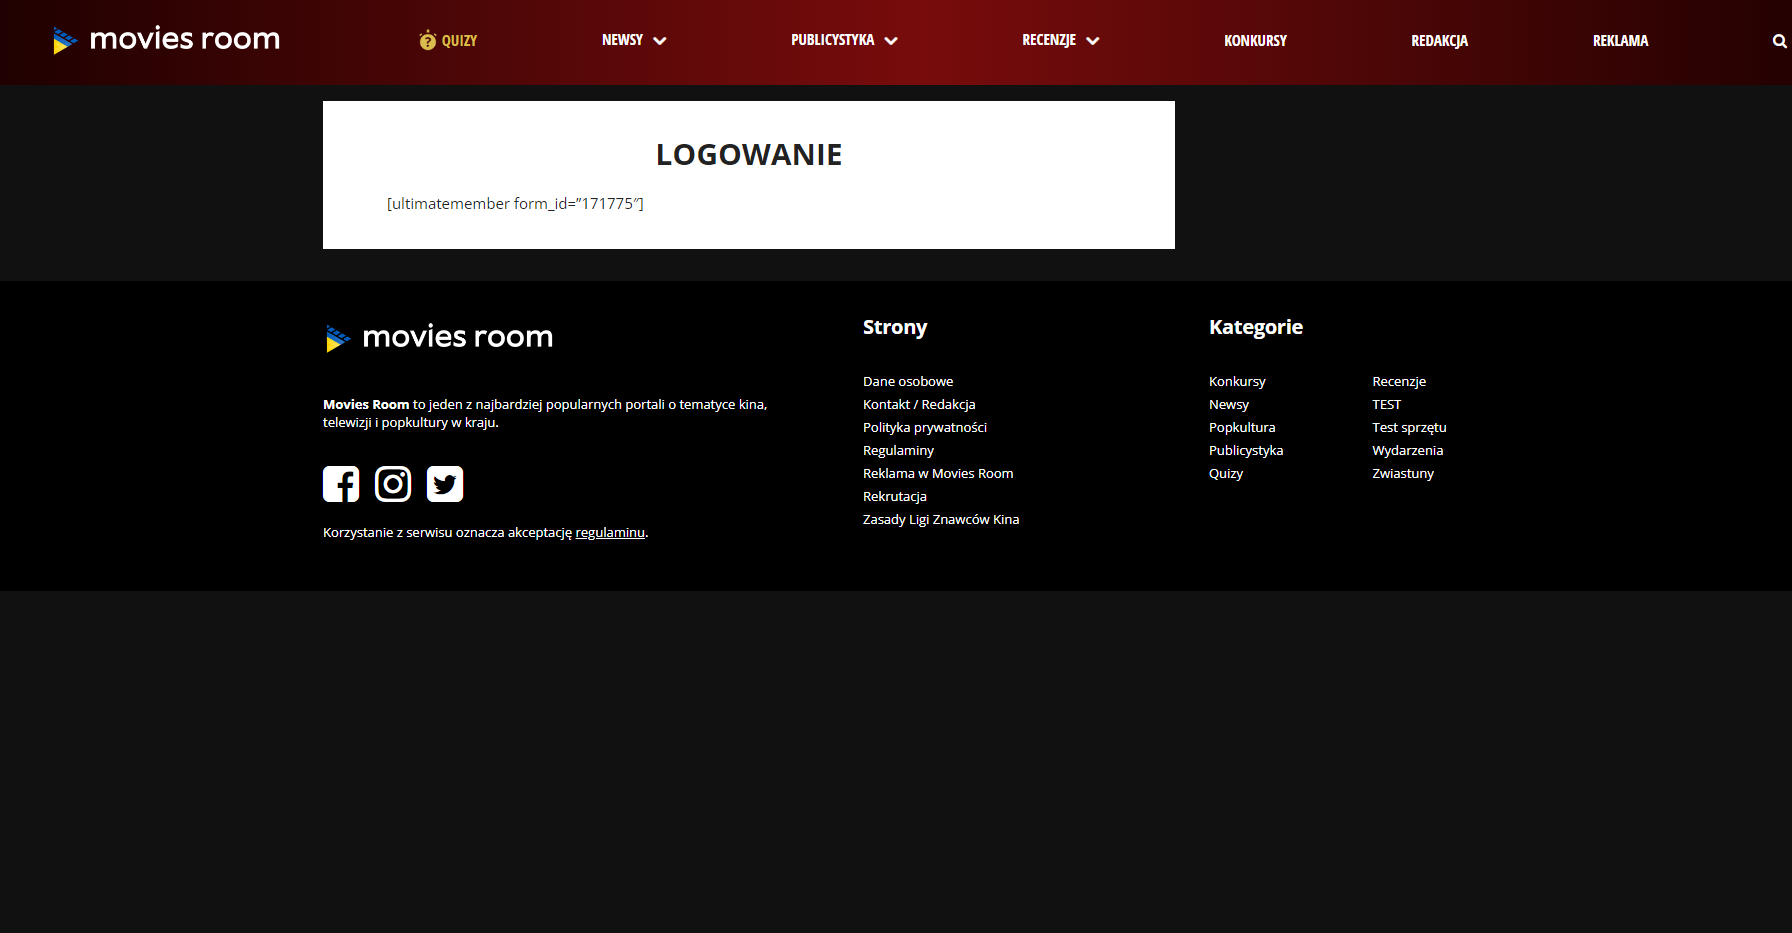 movies room
QUIZY
NEWSY
PUBLICYSTYKA
RECENZJE
KONKURSY
REDAKCJA
REKLAMA
LOGOWANIE
[ultimatemember form_id=”171775″]
movies room
Movies Room to jeden z najbardziej popularnych portali o tematyce kina,
telewizji i popkultury w kraju.
Korzystanie z serwisu oznacza akceptację regulaminu.
Strony
Dane osobowe
Kontakt / Redakcja
Polityka prywatności
Regulaminy
Reklama w Movies Room
Rekrutacja
Zasady Ligi Znawców Kina
Kategorie
Konkursy
Newsy
Popkultura
Publicystyka
Quizy
Recenzje
TEST
Test sprzętu
Wydarzenia
Zwiastuny